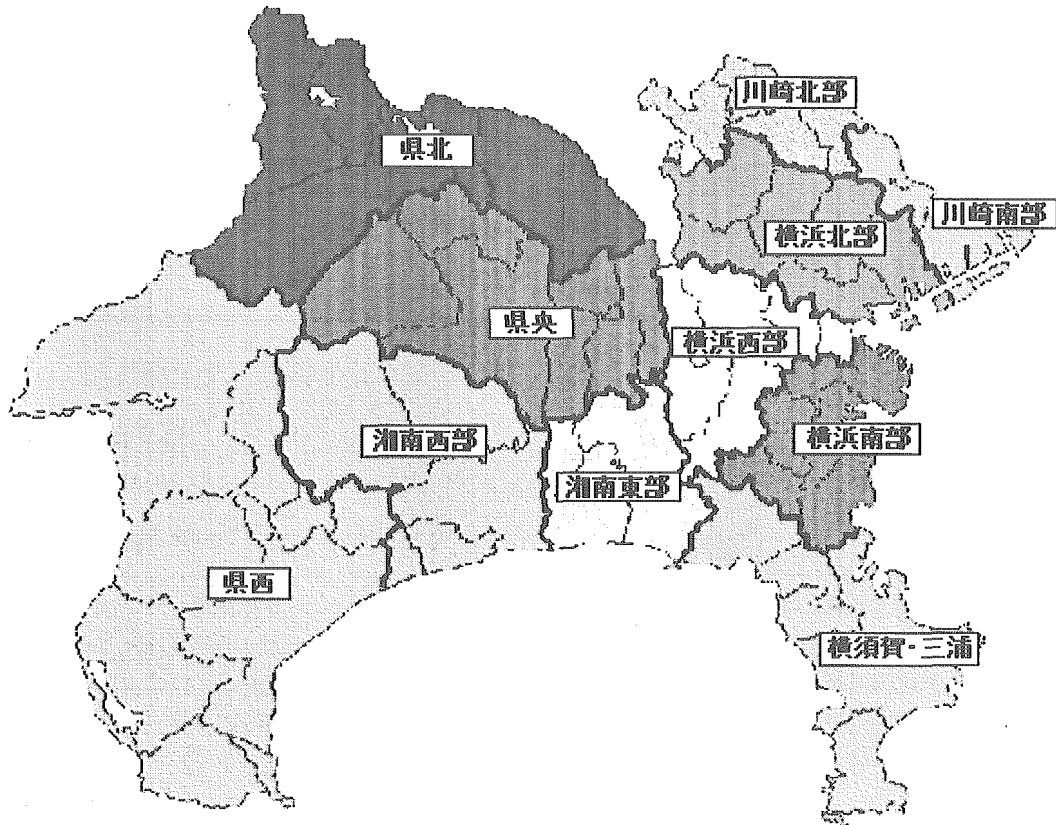 川崎北部
県北
川崎南部
横浜北部
県央
横浜西部
湘南西部
横浜南部
湘南東部
県西
横須賀・三浦